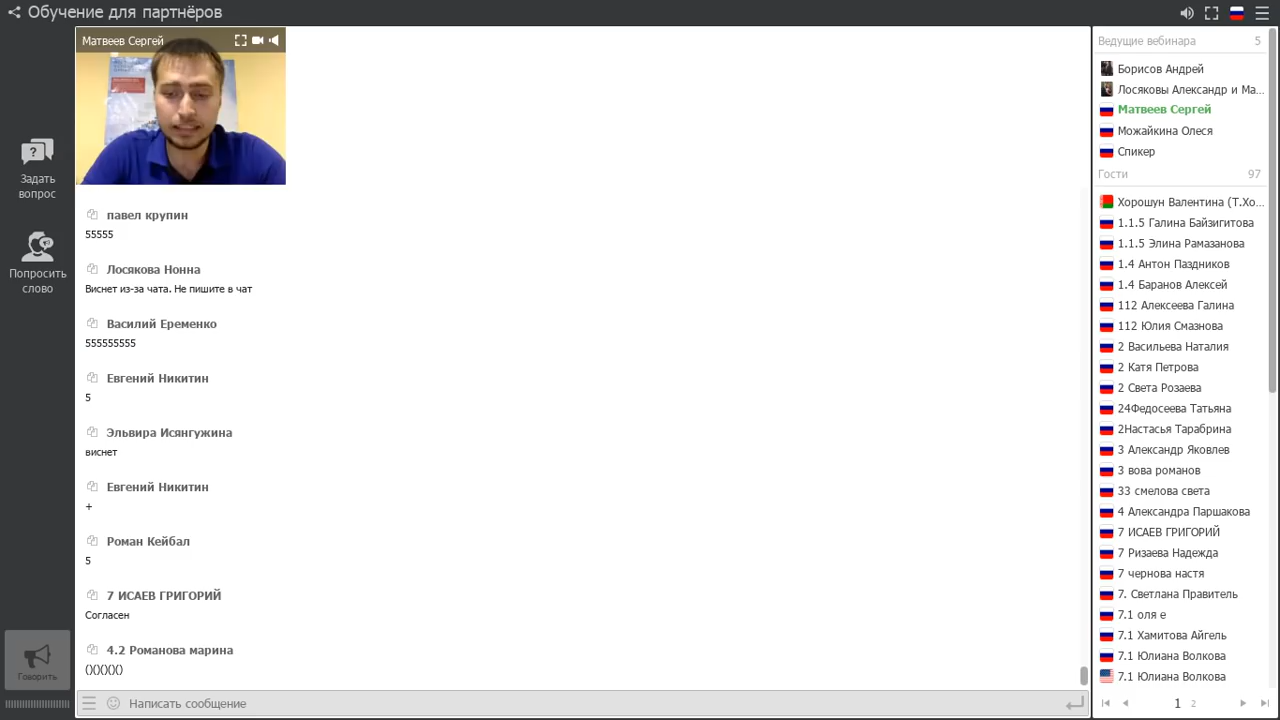 Обучение для партнёров
Матвеев Сергей
Задать
вопрос
Попросить
слово
Говорить
павел крупин
55555
Лосякова Нонна
Виснет из-за чата. Не пишите в чат
Василий Еременко
555555555
Евгений Никитин
5
Эльвира Исянгужина
виснет
Евгений Никитин
+
Роман Кейбал
5
7 ИСАЕВ ГРИГОРИЙ
Согласен
4.2 Романова марина
()()()()()
Написать сообщение
Ведущие вебинара 5
Борисов Андрей
Лосяковы Александр и Ма...
Матвеев Сергей
Можайкина Олеся
Спикер
Гости 97
Хорошун Валентина (Т.Хо...
1.1.5 Галина Байзигитова
1.1.5 Элина Рамазанова
1.4 Антон Паздников
1.4 Баранов Алексей
112 Алексеева Галина
112 Юлия Смазнова
2 Васильева Наталия
2 Катя Петрова
2 Света Розаева
24Федосеева Татьяна
2Настасья Тарабрина
3 Александр Яковлев
3 вова романов
33 смелова света
4 Александра Паршакова
7 ИСАЕВ ГРИГОРИЙ
7 Ризаева Надежда
7 чернова настя
7. Светлана Правитель
7.1 оля е
7.1 Хамитова Айгель
7.1 Юлиана Волкова
7.1 Юлиана Волкова
1 2